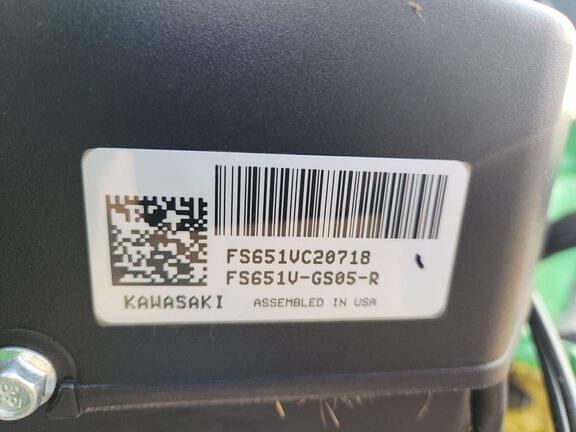 FS651VC20718
FS651V-GS05-R
KAWASAKI ASSEMBLED IN USA